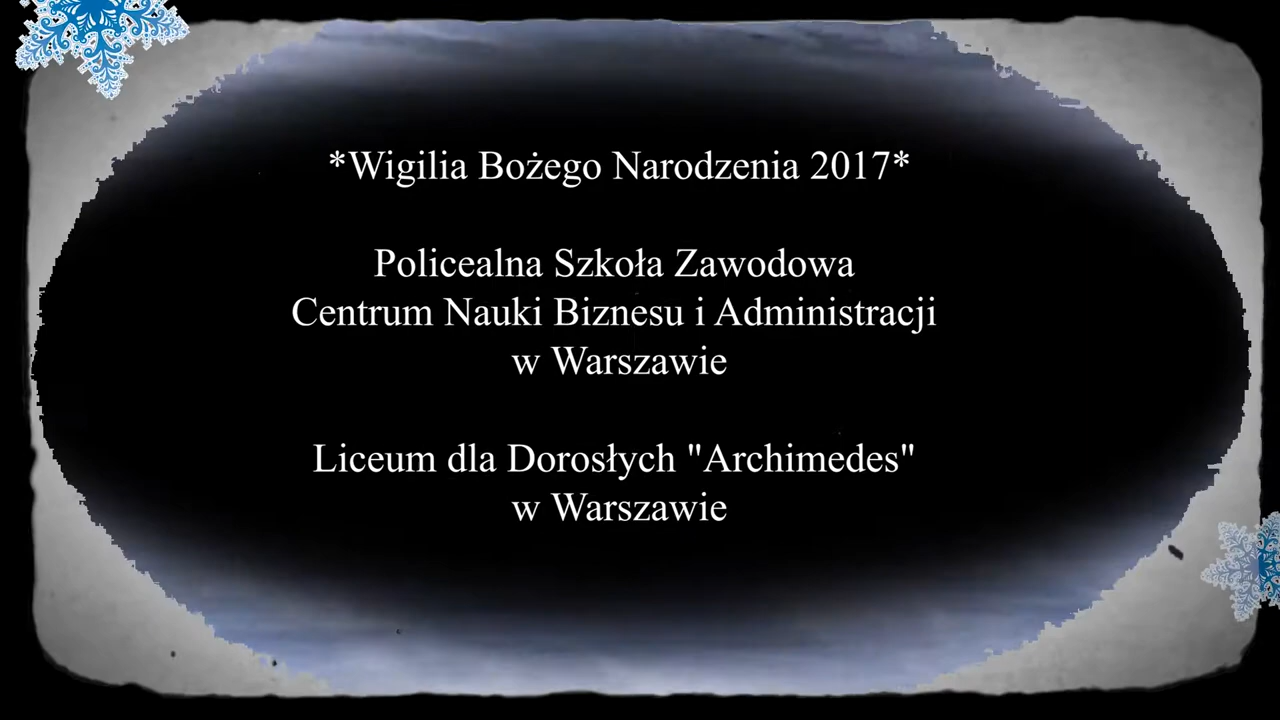 *Wigilia Bożego Narodzenia 2017*
Policealna Szkoła Zawodowa
Centrum Nauki Biznesu i Administracji
w Warszawie
Liceum dla Dorosłych "Archimedes"
w Warszawie